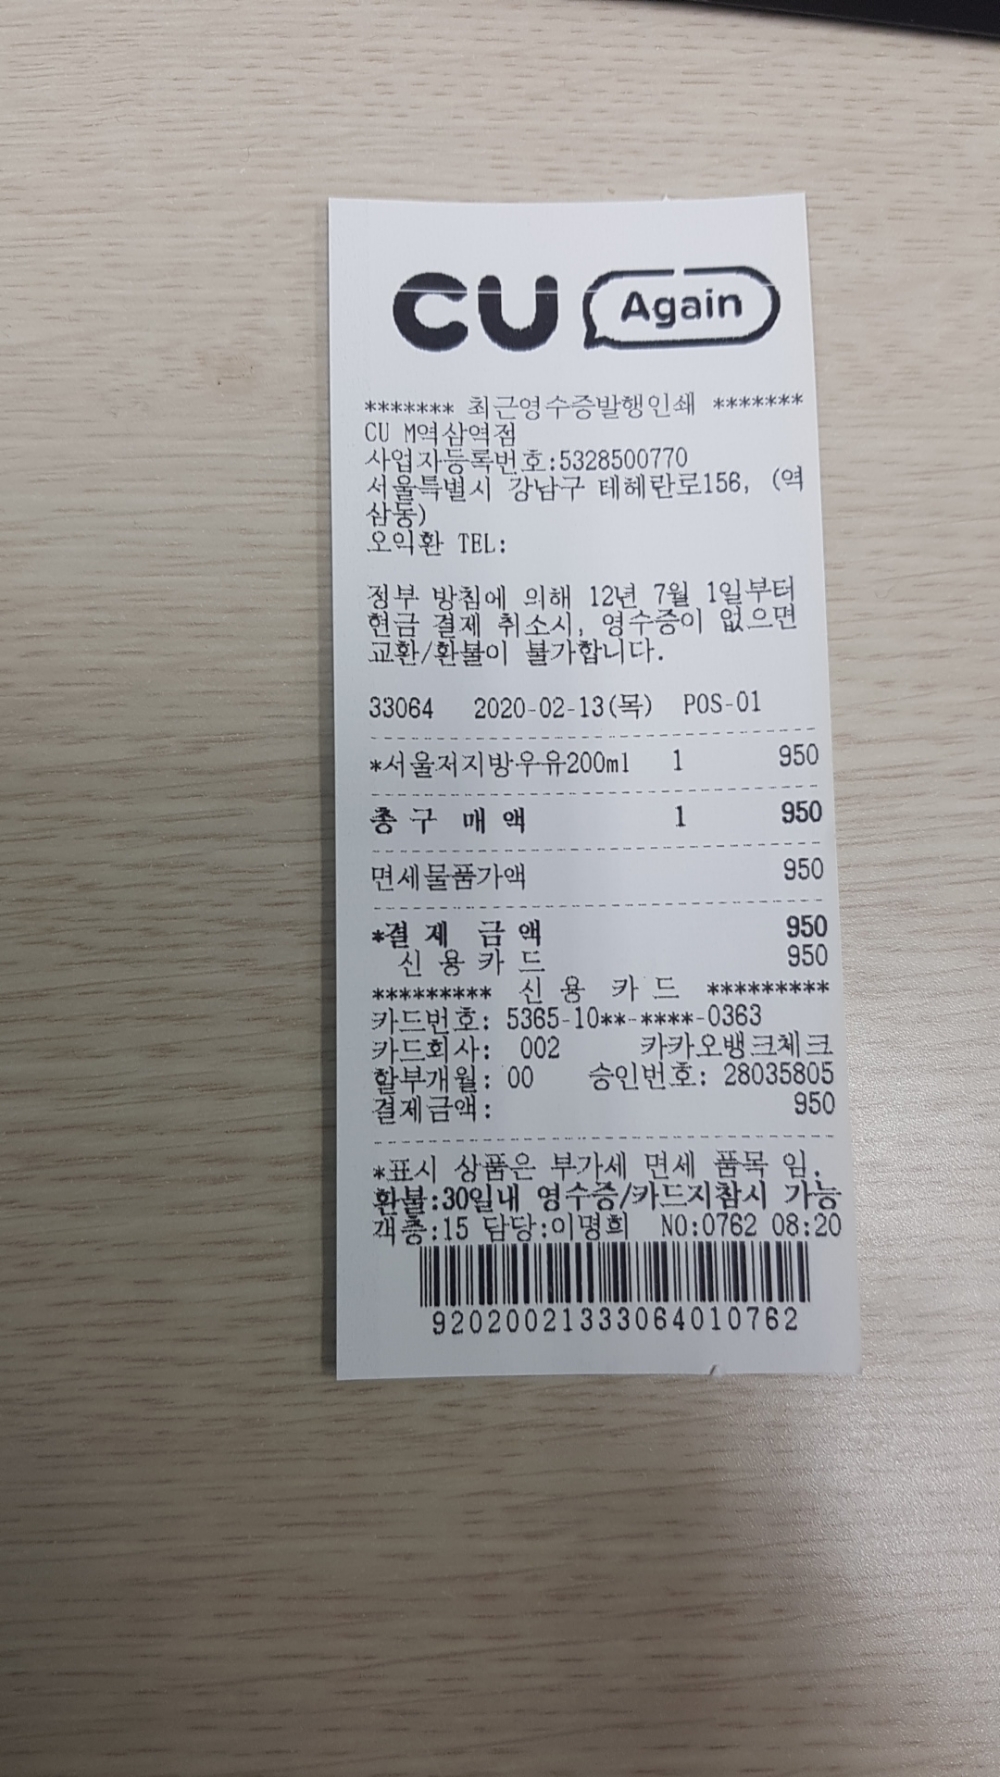 CU Again
******* 최근영수증발행인쇄 *******
CU M역삼역점
사업자등록번호:5328500770
서울특별시 강남구 테헤란로156, (역
삼동)
오익환 TEL:
정부 방침에 의해 12년 7월 1일부터
현금 결제 취소시, 영수증이 없으면
교환/환불이 불가합니다.
33064 2020-02-13(목) POS-01
*서울저지방우유200ml 1 950
총 구 매 액 1 950
면세물품가액 950
*결 제 금 액 950
신 용 카 드 950
********* 신 용 카 드 *********
카드번호: 5365-10**-****-0363
카드회사: 002 카카오뱅크체크
할부개월: 00 승인번호: 28035805
결제금액: 950
*표시 상품은 부가세 면세 품목 임.
환불:30일내 영수증/카드지참시 가능
객층:15 담당:이명희 NO:0762 08:20
9202002133306401­0762